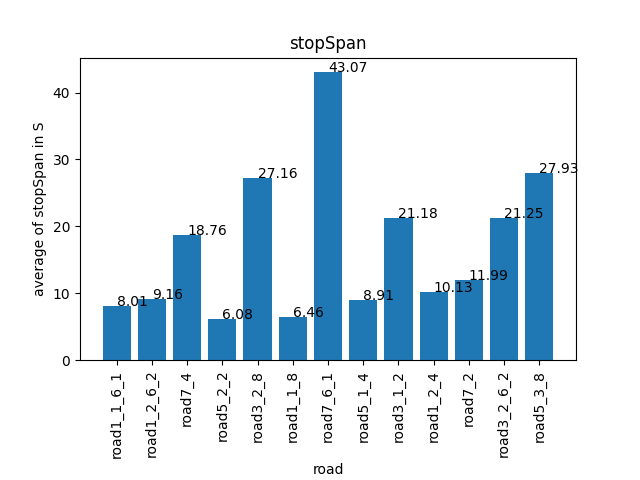 stopSpan
average of stopSpan in S
40
30
20
10
0
8.01
9.16
18.76
6.08
27.16
6.46
43.07
8.91
21.18
10.13
11.99
21.25
27.93
road1_1_6_1
road1_2_6_2
road7_4
road5_2_2
road3_2_8
road1_1_8
road7_6_1
road5_1_4
road3_1_2
road1_2_4
road7_2
road3_2_6_2
road5_3_8
road